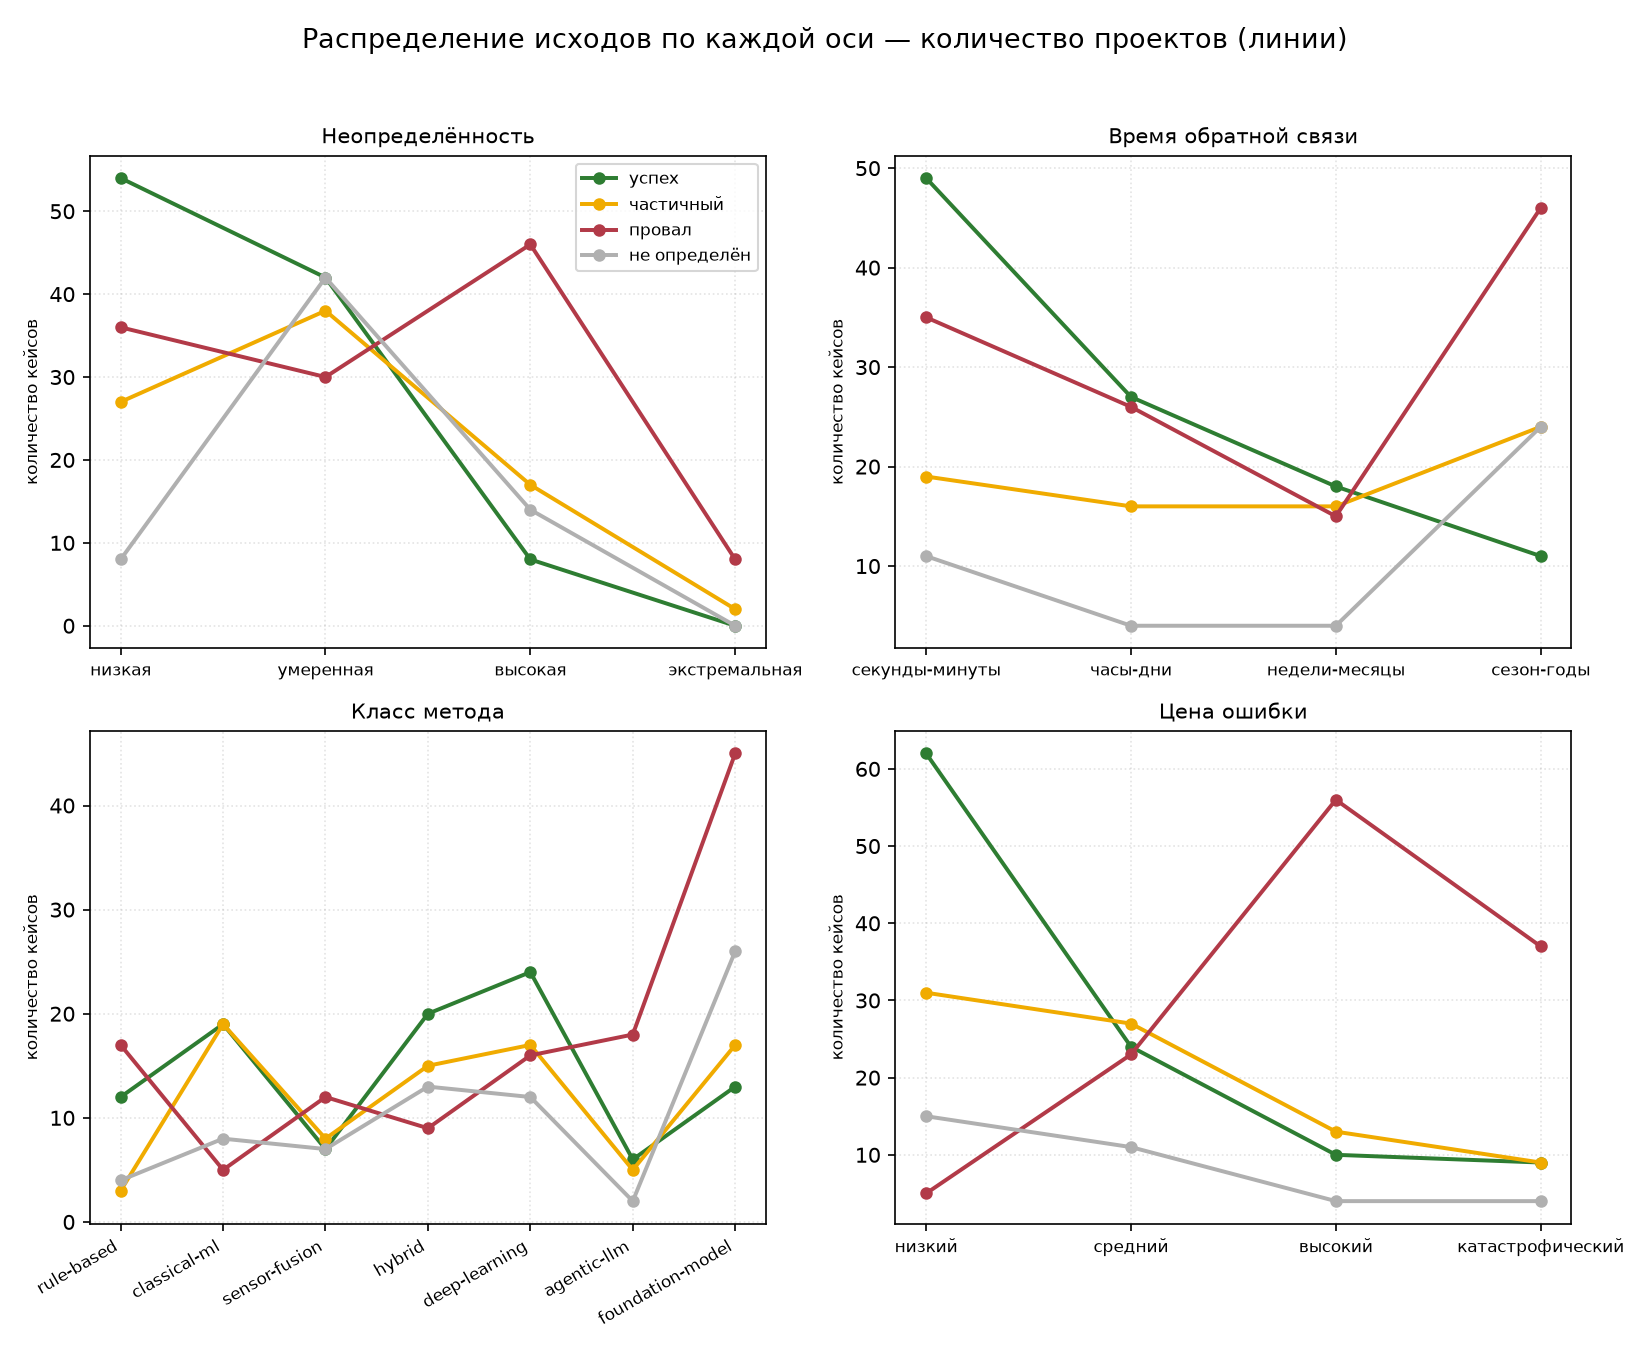 Распределение исходов по каждой оси — количество проектов (линии)
Неопределённость
количество кейсов
50
40
30
20
10
0
успех
частичный
провал
не определён
низкая
умеренная
высокая
экстремальная
Время обратной связи
количество кейсов
50
40
30
20
10
секунды-минуты
часы-дни
недели-месяцы
сезон-годы
Класс метода
количество кейсов
40
30
20
10
0
rule-based
classical-ml
sensor-fusion
hybrid
deep-learning
agentic-llm
foundation-model
Цена ошибки
количество кейсов
60
50
40
30
20
10
низкий
средний
высокий
катастрофический